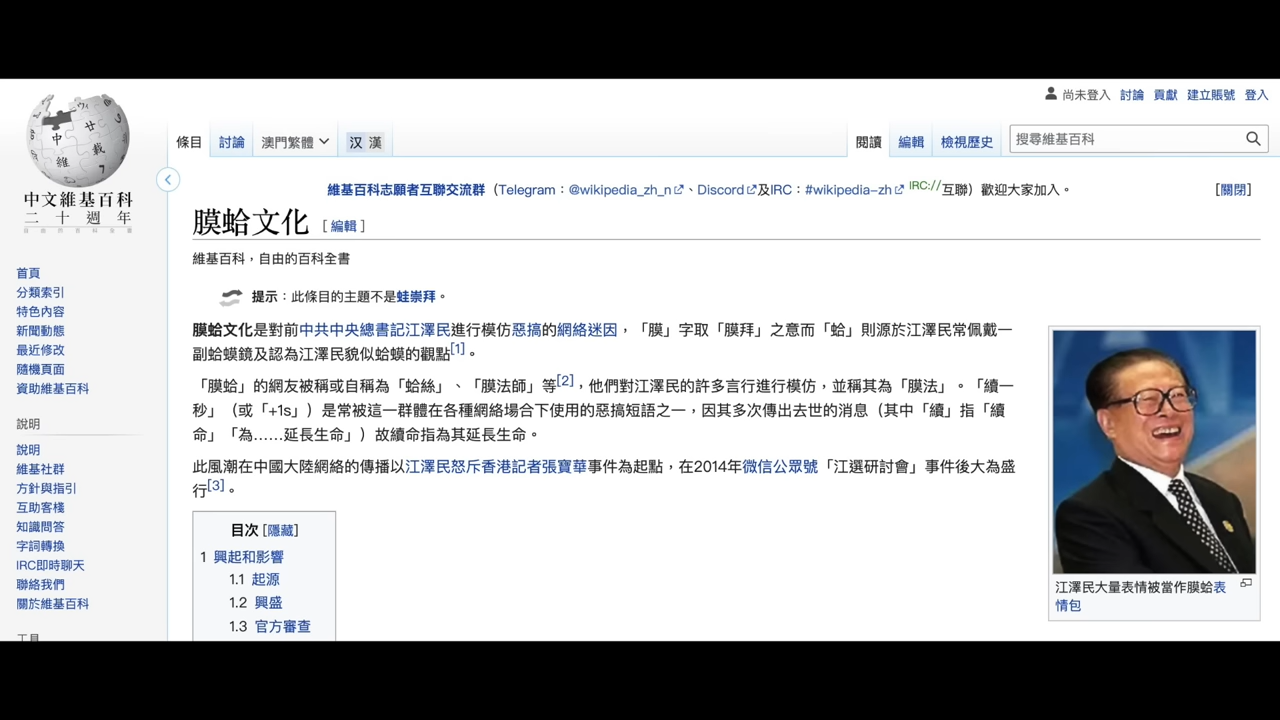 尚未登入 討論 貢獻 建立賬號 登入
條目 討論 澳門繁體 汉 漢 閱讀 編輯 檢視歷史 搜尋維基百科
中文維基百科
二十週年
維基百科志願者互聯交流群（Telegram：@wikipedia_zh_n、Discord及IRC：#wikipedia-zh IRC://互聯）歡迎大家加入。 [關閉]
膜蛤文化 [編輯]
維基百科，自由的百科全書
提示：此條目的主題不是蛙崇拜。
膜蛤文化是對前中共中央總書記江澤民進行模仿惡搞的網絡迷因，「膜」字取「膜拜」之意而「蛤」則源於江澤民常佩戴一
副蛤蟆鏡及認為江澤民貌似蛤蟆的觀點[1]。
「膜蛤」的網友被稱或自稱為「蛤絲」、「膜法師」等[2]，他們對江澤民的許多言行進行模仿，並稱其為「膜法」。「續一
秒」（或「+1s」）是常被這一群體在各種網絡場合下使用的惡搞短語之一，因其多次傳出去世的消息（其中「續」指「續
命」「為……延長生命」）故續命指為其延長生命。
此風潮在中國大陸網絡的傳播以江澤民怒斥香港記者張寶華事件為起點，在2014年微信公眾號「江選研討會」事件後大為盛
行[3]。
目次 [隱藏]
1 興起和影響
1.1 起源
1.2 興盛
1.3 官方審查
江澤民大量表情被當作膜蛤表
情包
首頁
分類索引
特色內容
新聞動態
最近修改
隨機頁面
資助維基百科
說明
說明
維基社群
方針與指引
互助客棧
知識問答
字詞轉換
IRC即時聊天
聯絡我們
關於維基百科
工具